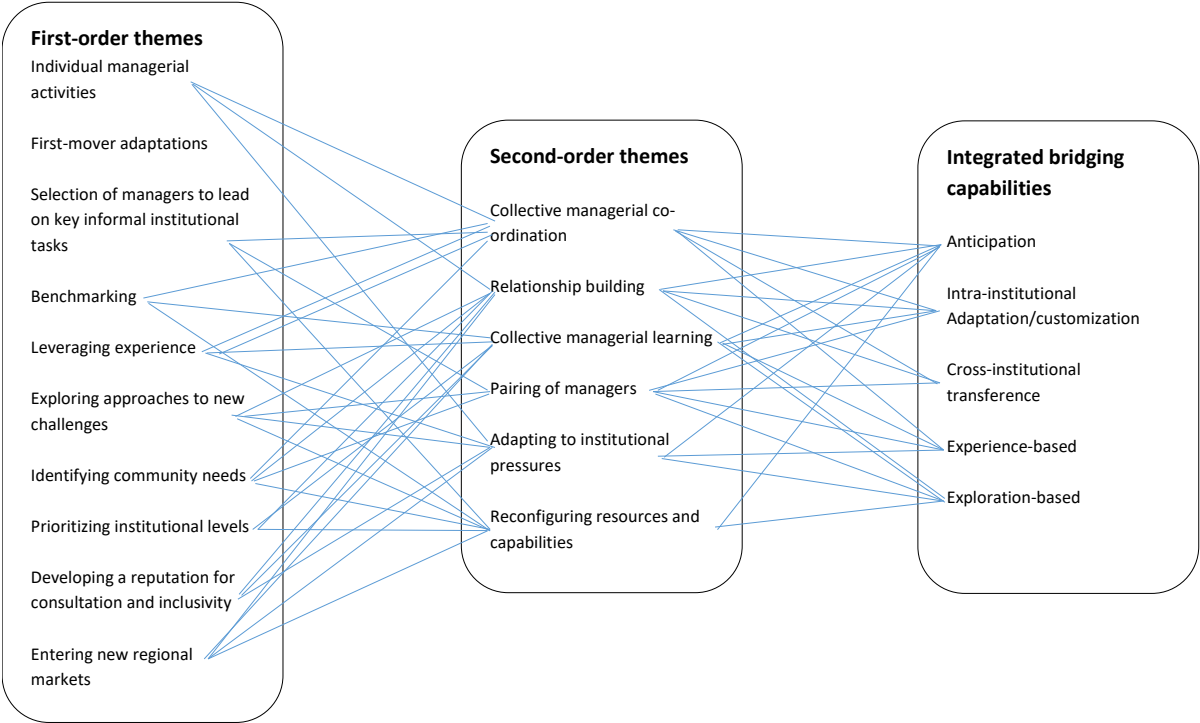 First-order themes
Individual managerial
activities
First-mover adaptations
Selection of managers to lead
on key informal institutional
tasks
Benchmarking
Leveraging experience
Exploring approaches to new
challenges
Identifying community needs
Prioritizing institutional levels
Developing a reputation for
consultation and inclusivity
Entering new regional
markets
Second-order themes
Collective managerial co-
ordination
Relationship building
Collective managerial learning
Pairing of managers
Adapting to institutional
pressures
Reconfiguring resources and
capabilities
Integrated bridging
capabilities
Anticipation
Intra-institutional
Adaptation/customization
Cross-institutional
transference
Experience-based
Exploration-based